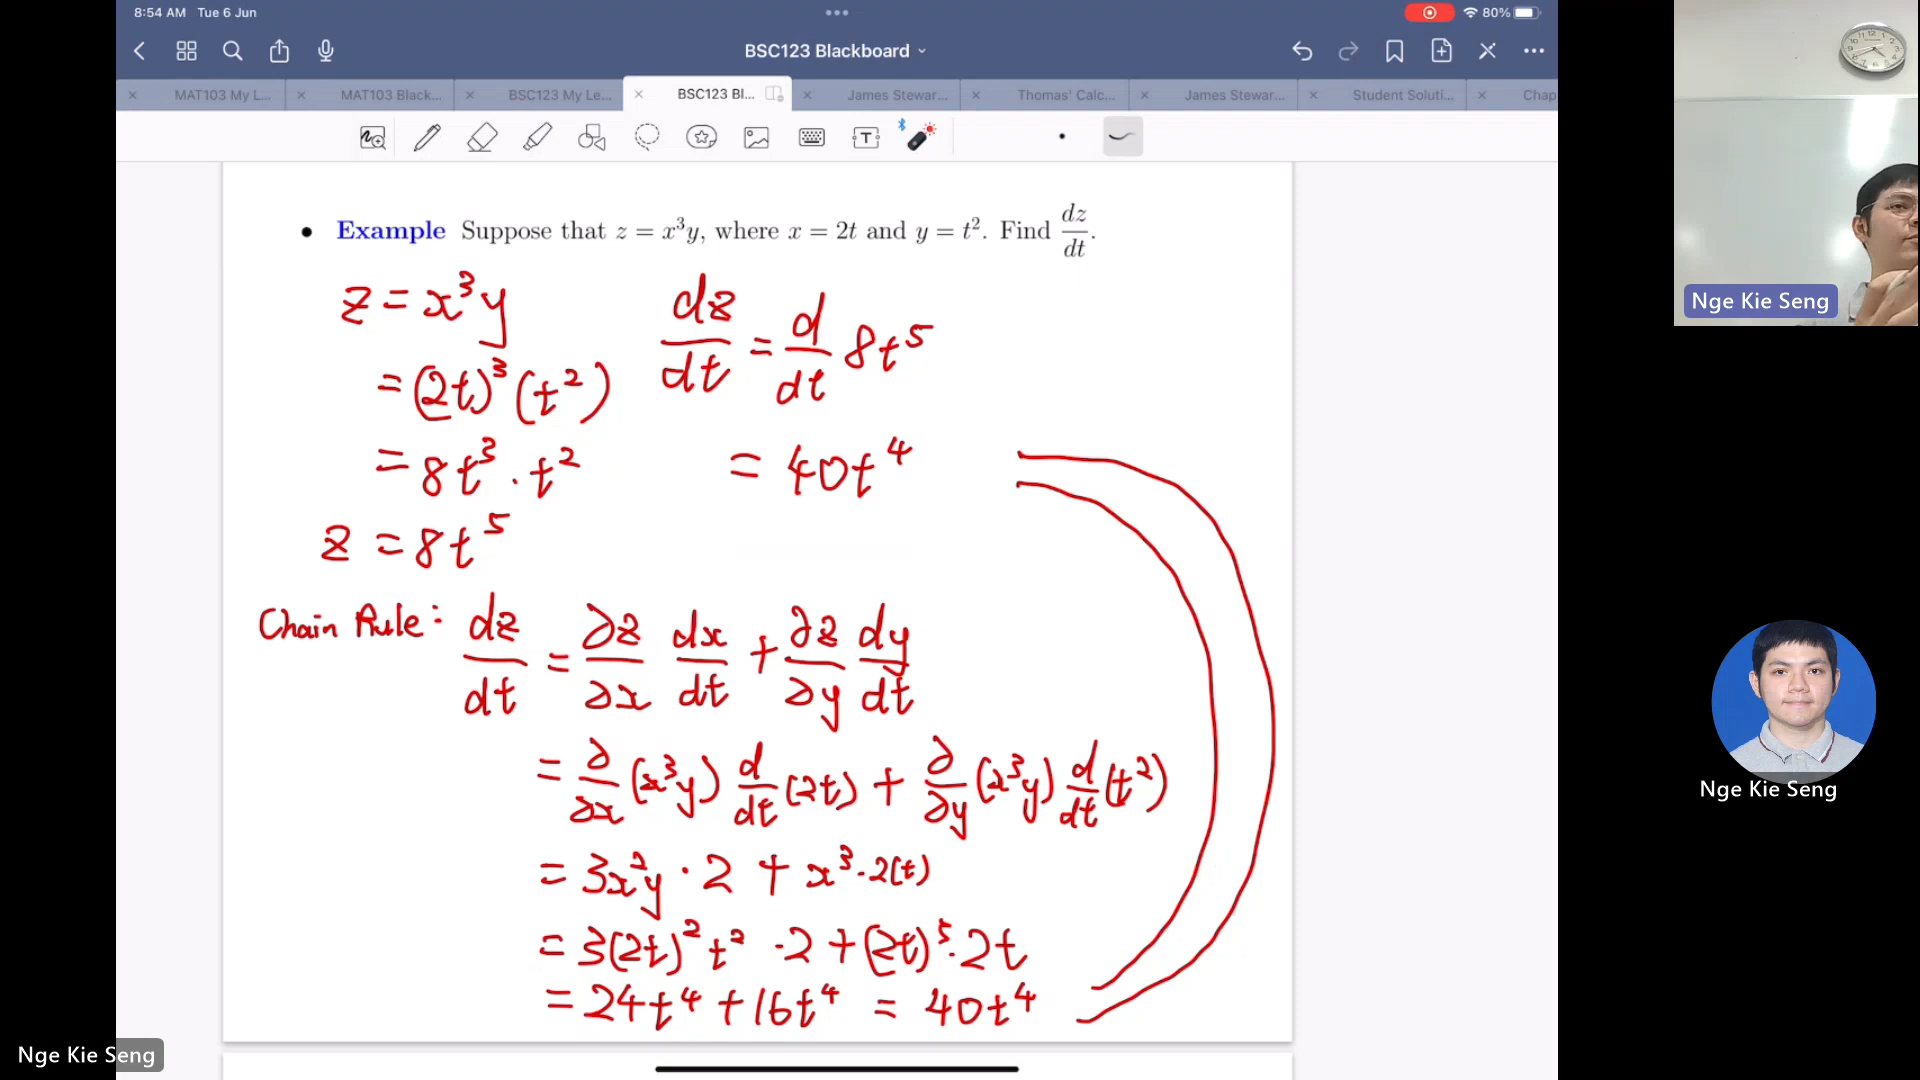 8:54 AM Tue 6 Jun
80%
BSC123 Blackboard
MAT103 My L...
MAT103 Black...
BSC123 My Le...
BSC123 Bl...
James Stewar...
Thomas' Calc...
James Stewar...
Student Soluti...
Chap
• Example Suppose that z = x³y, where x = 2t and y = t². Find dz/dt.
z = x³y
= (2t)³(t²)
= 8t³ · t²
z = 8t⁵
dz/dt = d/dt 8t⁵
= 40t⁴
Chain Rule: dz/dt = ∂z/∂x dx/dt + ∂z/∂y dy/dt
= ∂/∂x (x³y) d/dt (2t) + ∂/∂y (x³y) d/dt (t²)
= 3x²y · 2 + x³ · 2(t)
= 3(2t)² t² · 2 + (2t)³ · 2t
= 24t⁴ + 16t⁴ = 40t⁴
Nge Kie Seng
Nge Kie Seng
Nge Kie Seng